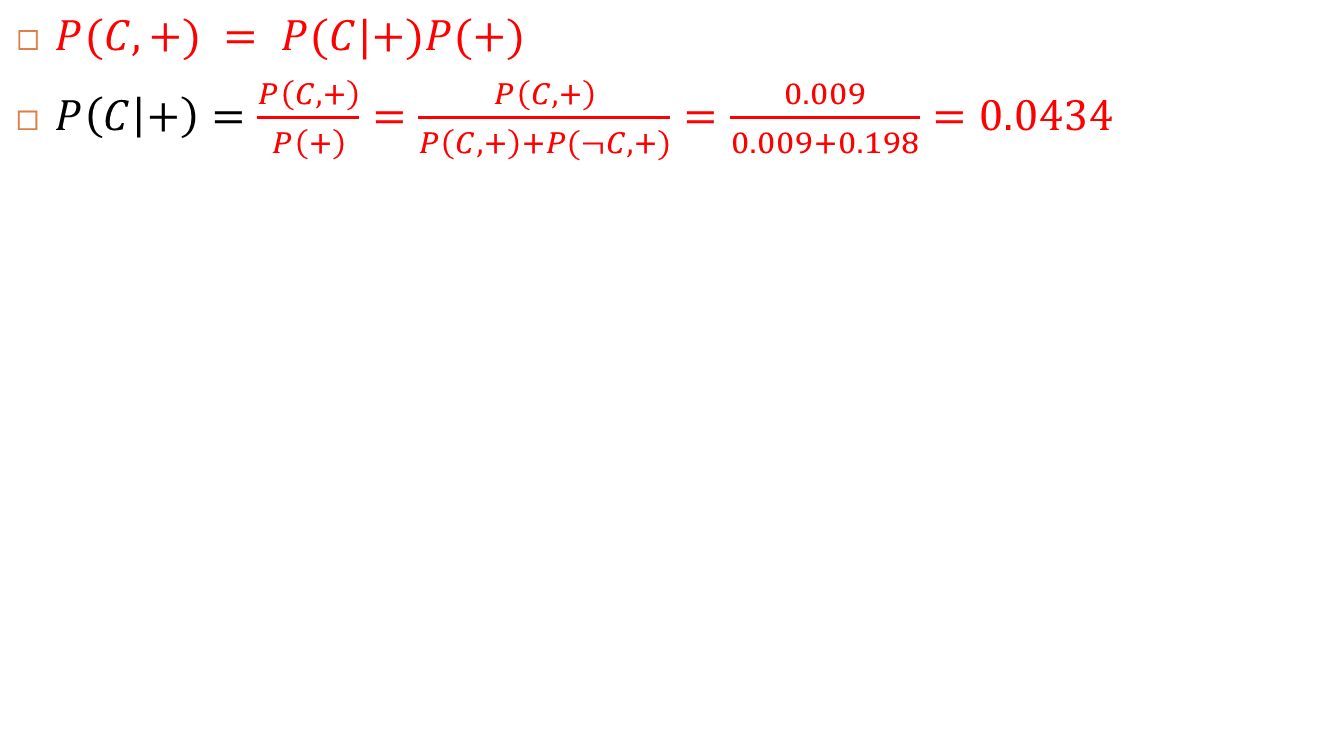 □ P(C,+) = P(C|+)P(+)
□ P(C|+) = P(C,+)/P(+) = P(C,+)/(P(C,+)+P(¬C,+)) = 0.009/(0.009+0.198) = 0.0434